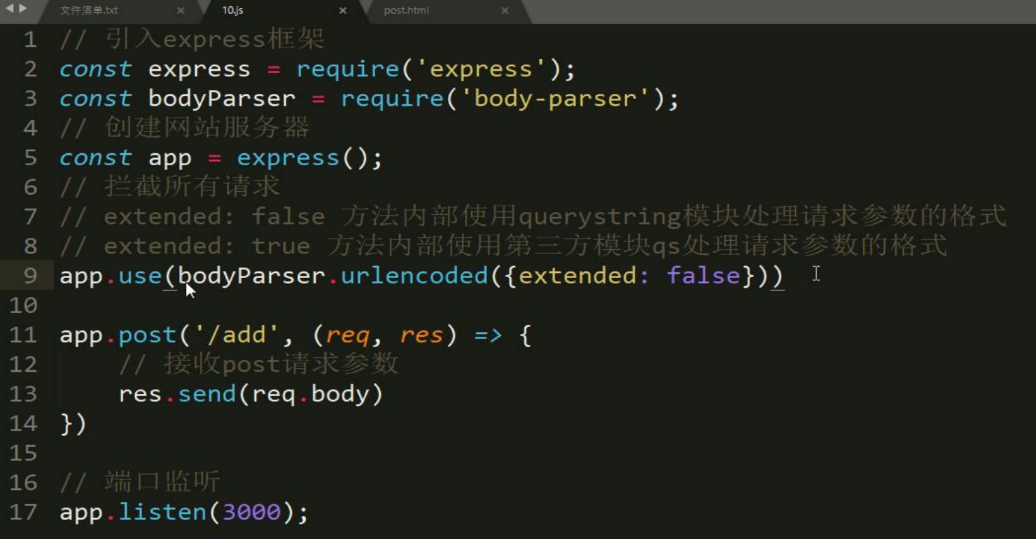 文件清单.txt × 10.js × post.html ×
1 // 引入express框架
2 const express = require('express');
3 const bodyParser = require('body-parser');
4 // 创建网站服务器
5 const app = express();
6 // 拦截所有请求
7 // extended: false 方法内部使用querystring模块处理请求参数的格式
8 // extended: true 方法内部使用第三方模块qs处理请求参数的格式
9 app.use(bodyParser.urlencoded({extended: false}))
10
11 app.post('/add', (req, res) => {
12 // 接收post请求参数
13 res.send(req.body)
14 })
15
16 // 端口监听
17 app.listen(3000);